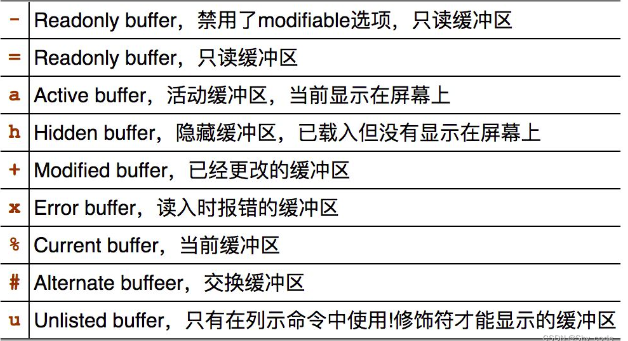 - Readonly buffer，禁用了modifiable选项，只读缓冲区
= Readonly buffer，只读缓冲区
a Active buffer，活动缓冲区，当前显示在屏幕上
h Hidden buffer，隐藏缓冲区，已载入但没有显示在屏幕上
+ Modified buffer，已经更改的缓冲区
x Error buffer，读入时报错的缓冲区
% Current buffer，当前缓冲区
# Alternate buffeer，交换缓冲区
u Unlisted buffer，只有在列示命令中使用!修饰符才能显示的缓冲区